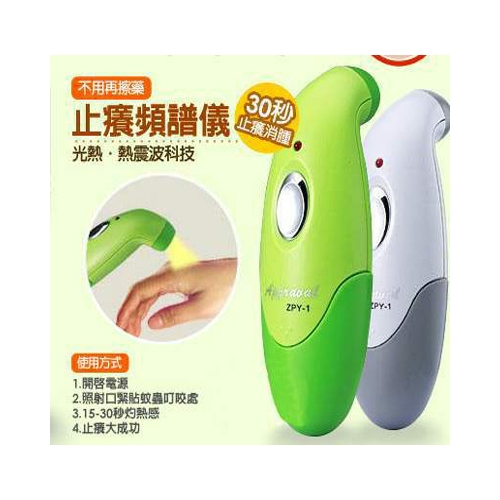 不用再擦藥
止癢頻譜儀
30秒
止癢消腫
光熱·熱震波科技
Approval
ZPY-1
ZPY-1
使用方式
1.開啓電源
2.照射口緊貼蚊蟲叮咬處
3.15-30秒灼熱感
4.止癢大成功